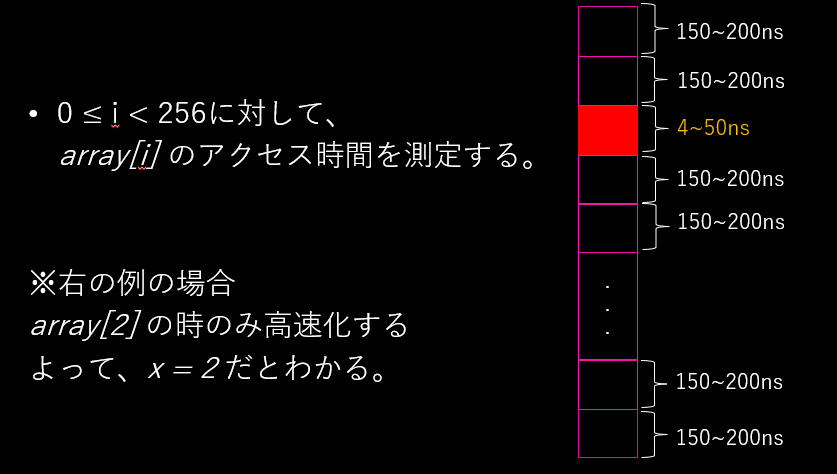 • 0 ≤ i < 256に対して、
array[i] のアクセス時間を測定する。
※右の例の場合
array[2] の時のみ高速化する
よって、x = 2 だとわかる。
150~200ns
150~200ns
4~50ns
150~200ns
150~200ns
150~200ns
150~200ns